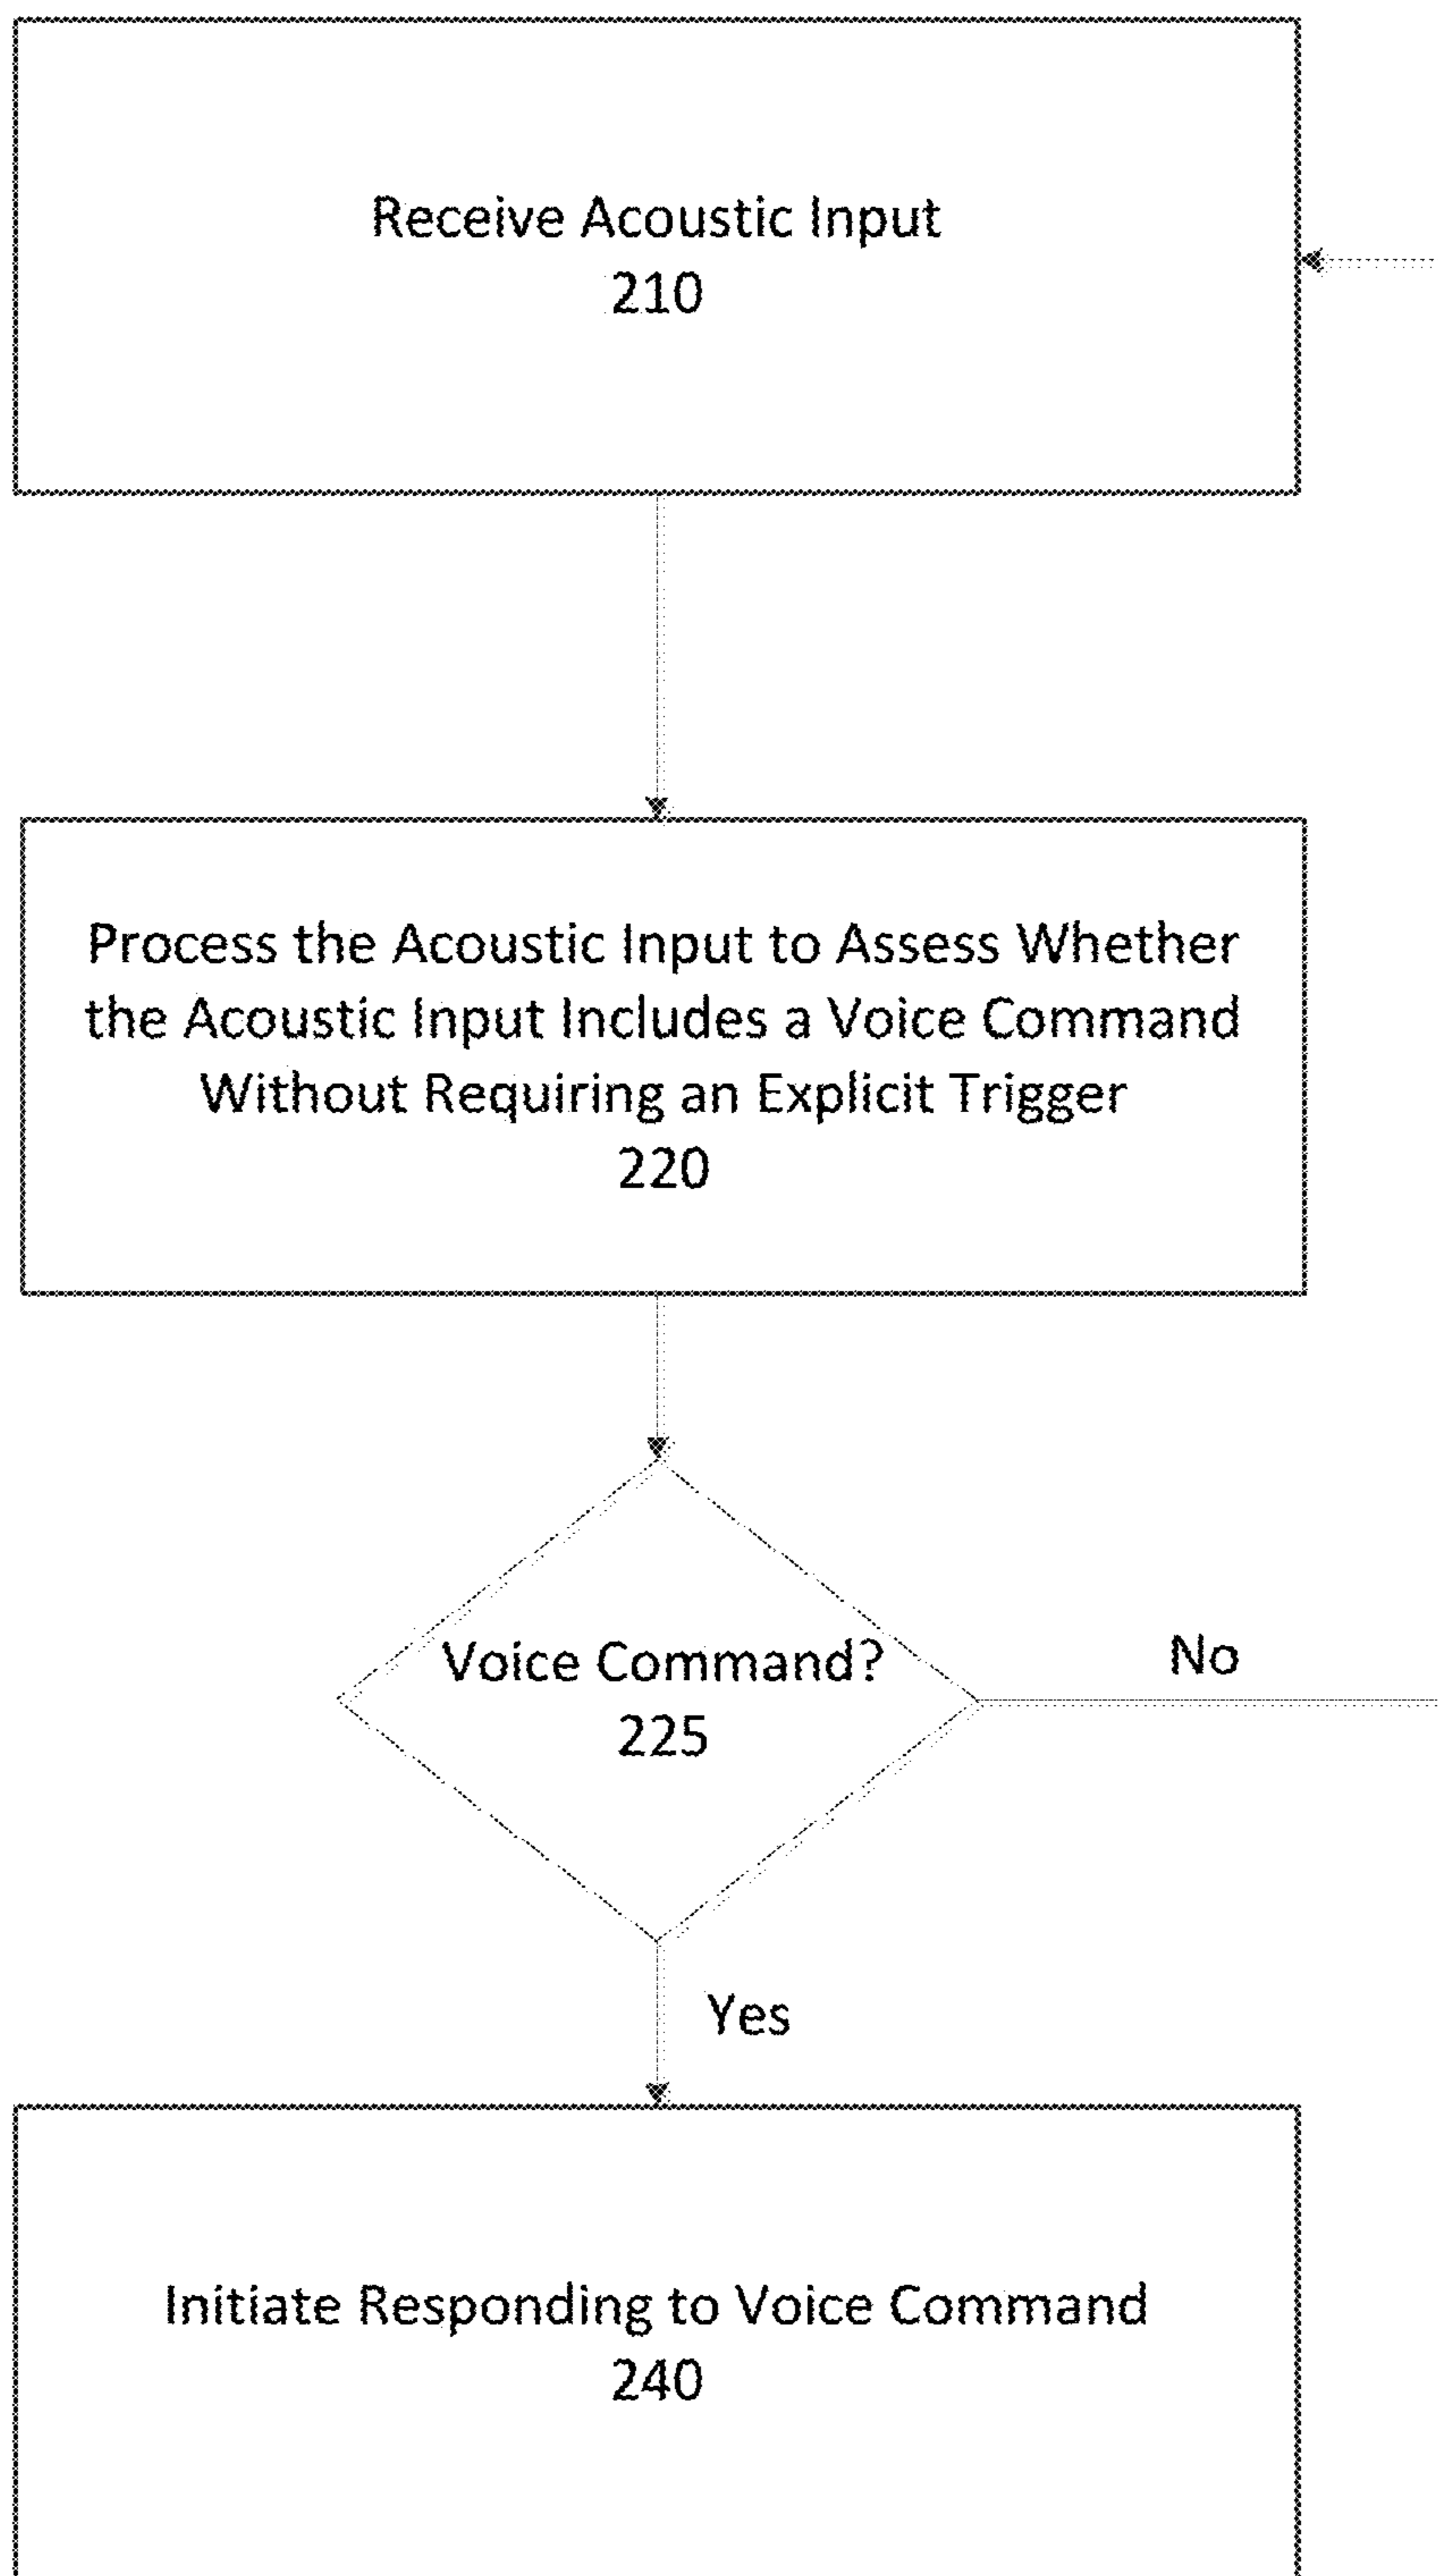 Receive Acoustic Input
210
Process the Acoustic Input to Assess Whether
the Acoustic Input Includes a Voice Command
Without Requiring an Explicit Trigger
220
Voice Command?
225
No
Yes
Initiate Responding to Voice Command
240